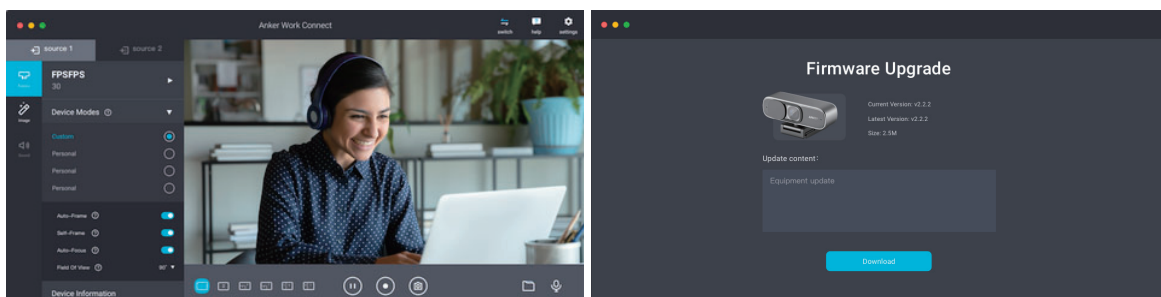 Anker Work Connect
switch
help
settings
source 1
source 2
FPSFPS
30
Image
Device Modes
Custom
Personal
Personal
Personal
Auto-Frame
Self-Frame
Auto-Focus
Field Of View
90°
Device Information
Firmware Upgrade
Current Version: v2.2.2
Latest Version: v2.2.2
Size: 2.5M
Update content:
Equipment update
Download